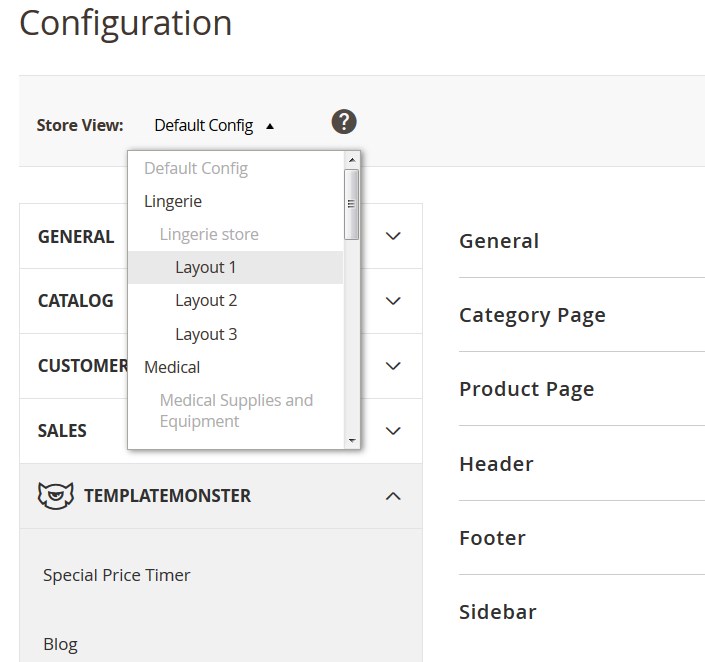 Configuration
Store View: Default Config ▲ ?
Default Config
Lingerie
Lingerie store
Layout 1
Layout 2
Layout 3
Medical
Medical Supplies and
Equipment
GENERAL
CATALOG
CUSTOMER
SALES
TEMPLATEMONSTER
Special Price Timer
Blog
General
Category Page
Product Page
Header
Footer
Sidebar